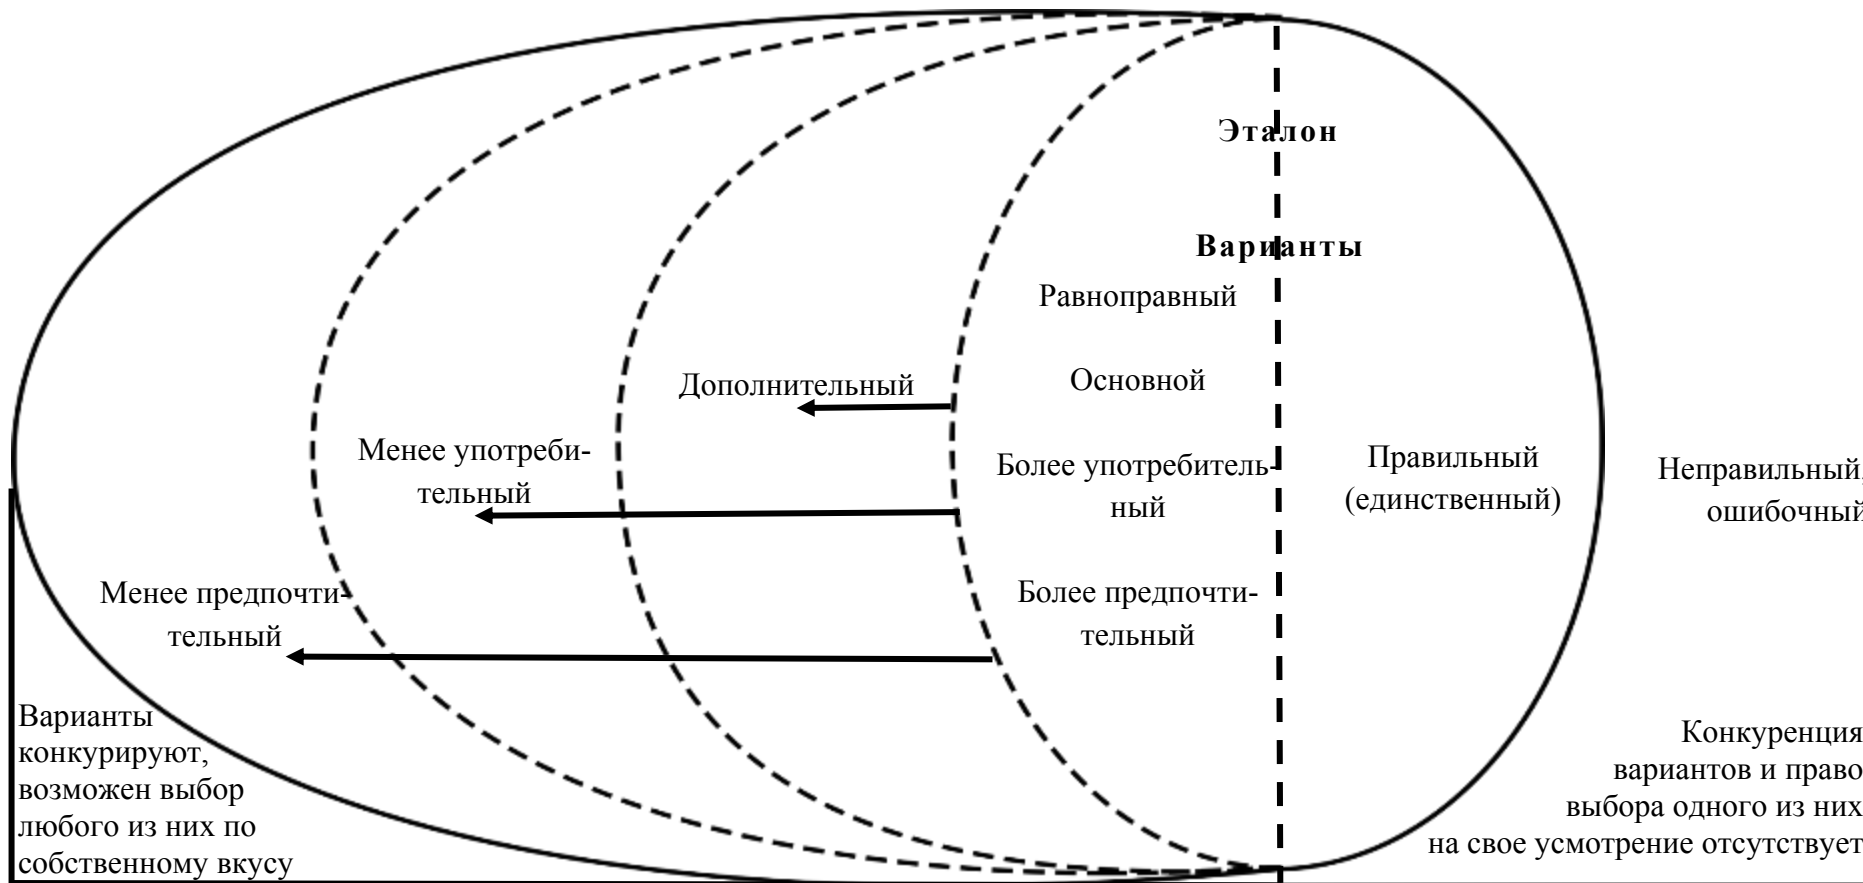 Эталон
Варианты
Равноправный
Дополнительный
Основной
Менее употреби-
тельный
Более употребитель-
ный
Правильный
(единственный)
Неправильный,
ошибочный
Менее предпочти-
тельный
Более предпочти-
тельный
Варианты
конкурируют,
возможен выбор
любого из них по
собственному вкусу
Конкуренция
вариантов и право
выбора одного из них
на свое усмотрение отсутствует